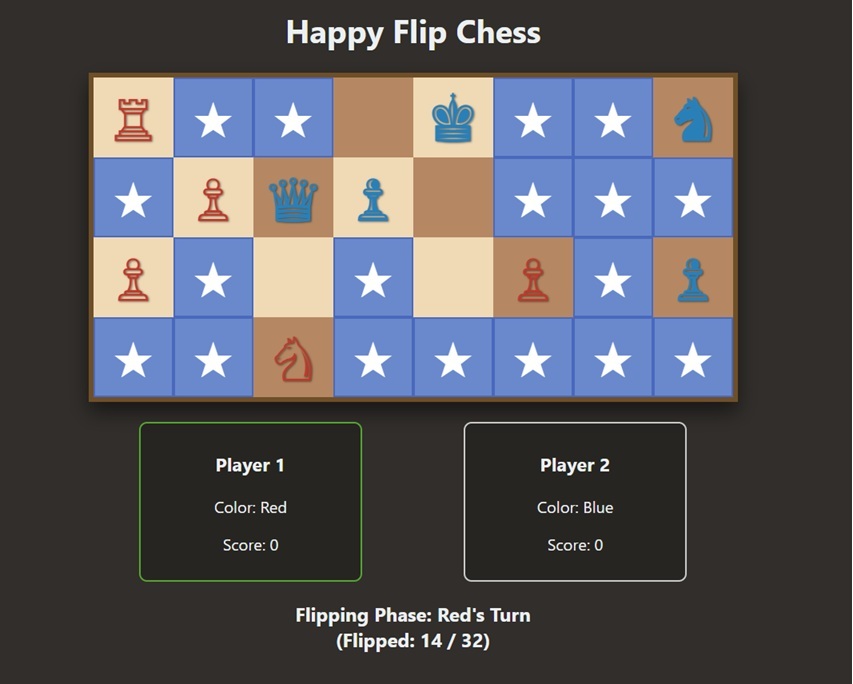 Happy Flip Chess
Player 1
Color: Red
Score: 0
Player 2
Color: Blue
Score: 0
Flipping Phase: Red's Turn
(Flipped: 14 / 32)